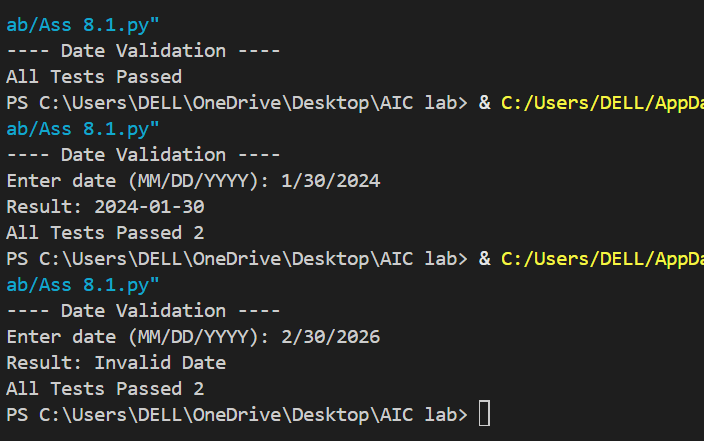 ab/Ass 8.1.py"
---- Date Validation ----
All Tests Passed
PS C:\Users\DELL\OneDrive\Desktop\AIC lab> & C:/Users/DELL/AppDa
ab/Ass 8.1.py"
---- Date Validation ----
Enter date (MM/DD/YYYY): 1/30/2024
Result: 2024-01-30
All Tests Passed 2
PS C:\Users\DELL\OneDrive\Desktop\AIC lab> & C:/Users/DELL/AppDa
ab/Ass 8.1.py"
---- Date Validation ----
Enter date (MM/DD/YYYY): 2/30/2026
Result: Invalid Date
All Tests Passed 2
PS C:\Users\DELL\OneDrive\Desktop\AIC lab>